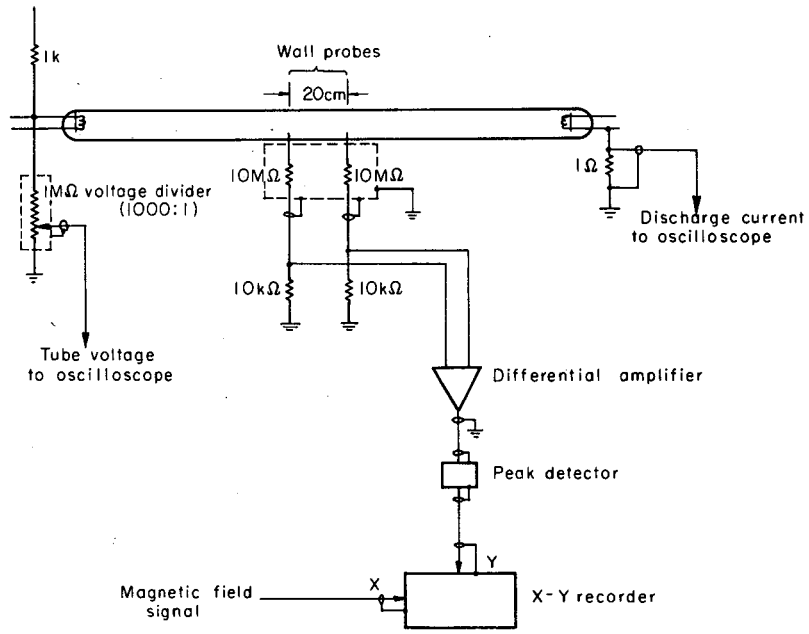 1k
Wall probes
20cm
10MΩ
10MΩ
1Ω
1MΩ voltage divider
(1000:1)
Discharge current
to oscilloscope
10kΩ
10kΩ
Tube voltage
to oscilloscope
Differential amplifier
Peak detector
Y
X
Magnetic field
signal
X-Y recorder